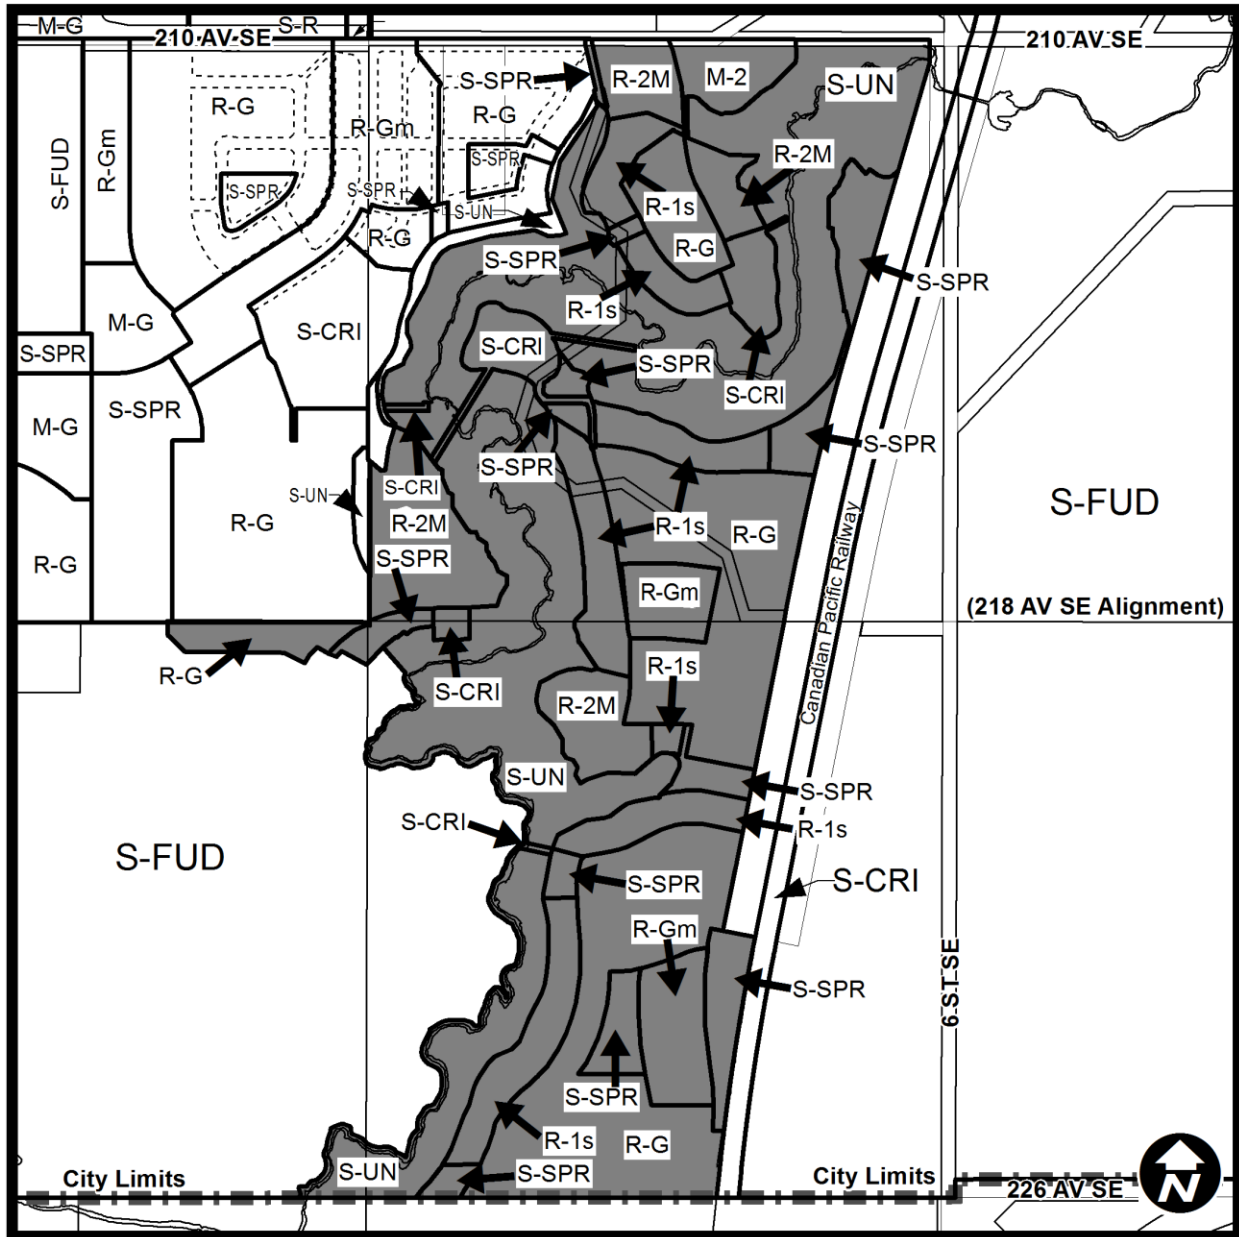 M-G
S-R
210 AV SE
210 AV SE
S-SPR
R-2M
M-2
S-UN
R-G
R-Gm
R-G
S-FUD
R-Gm
S-SPR
R-2M
S-SPR
S-SPR
S-UN
R-1s
R-G
R-G
S-SPR
S-SPR
R-1s
M-G
S-CRI
S-CRI
S-SPR
S-SPR
S-CRI
S-SPR
M-G
S-SPR
S-SPR
S-CRI
S-UN
R-2M
R-G
R-1s
R-G
S-FUD
Canadian Pacific Railway
S-SPR
R-G
R-Gm
(218 AV SE Alignment)
R-G
R-1s
S-CRI
R-2M
S-UN
S-SPR
S-CRI
R-1s
S-FUD
S-CRI
S-SPR
R-Gm
6 ST SE
S-SPR
S-SPR
R-1s
R-G
S-UN
S-SPR
City Limits
City Limits
226 AV SE
N